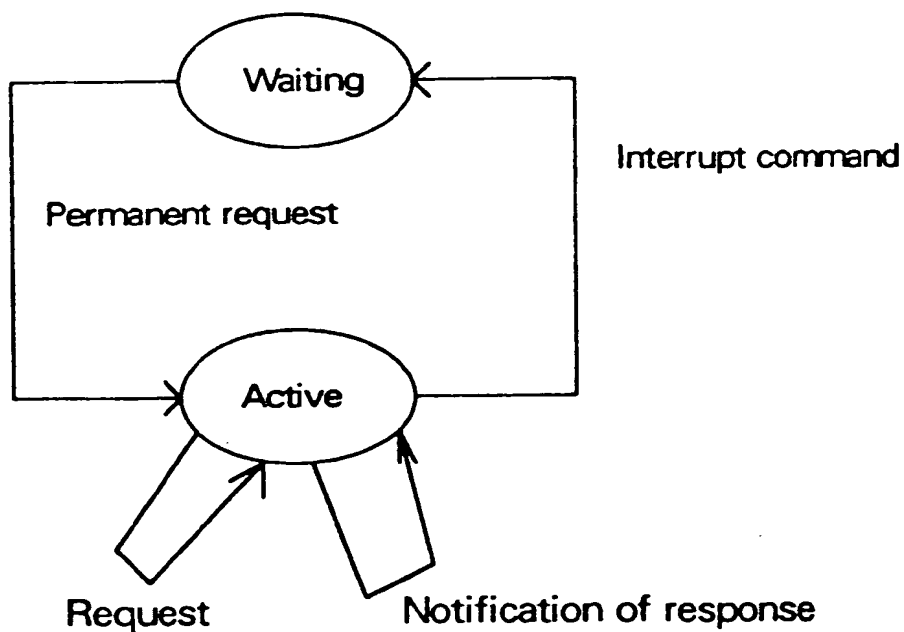 Waiting
Interrupt command
Permanent request
Active
Request
Notification of response